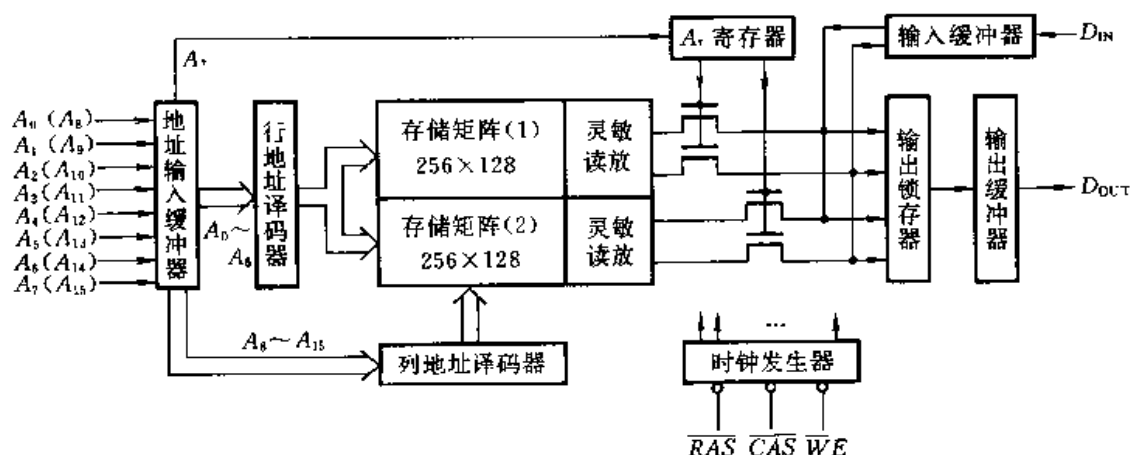 A₇ 寄存器
输入缓冲器
D_IN
A₇
A₀ (A₈)
A₁ (A₉)
A₂(A₁₀)
A₃(A₁₁)
A₄(A₁₂)
A₅(A₁₃)
A₆(A₁₄)
A₇(A₁₅)
地址输入缓冲器
A₀～
A₆
行地址译码器
存储矩阵(1)
256×128
灵敏
读放
存储矩阵(2)
256×128
灵敏
读放
输出锁存器
输出缓冲器
D_OUT
A₈～A₁₅
列地址译码器
…
时钟发生器
R̅A̅S̅
C̅A̅S̅
W̅E̅